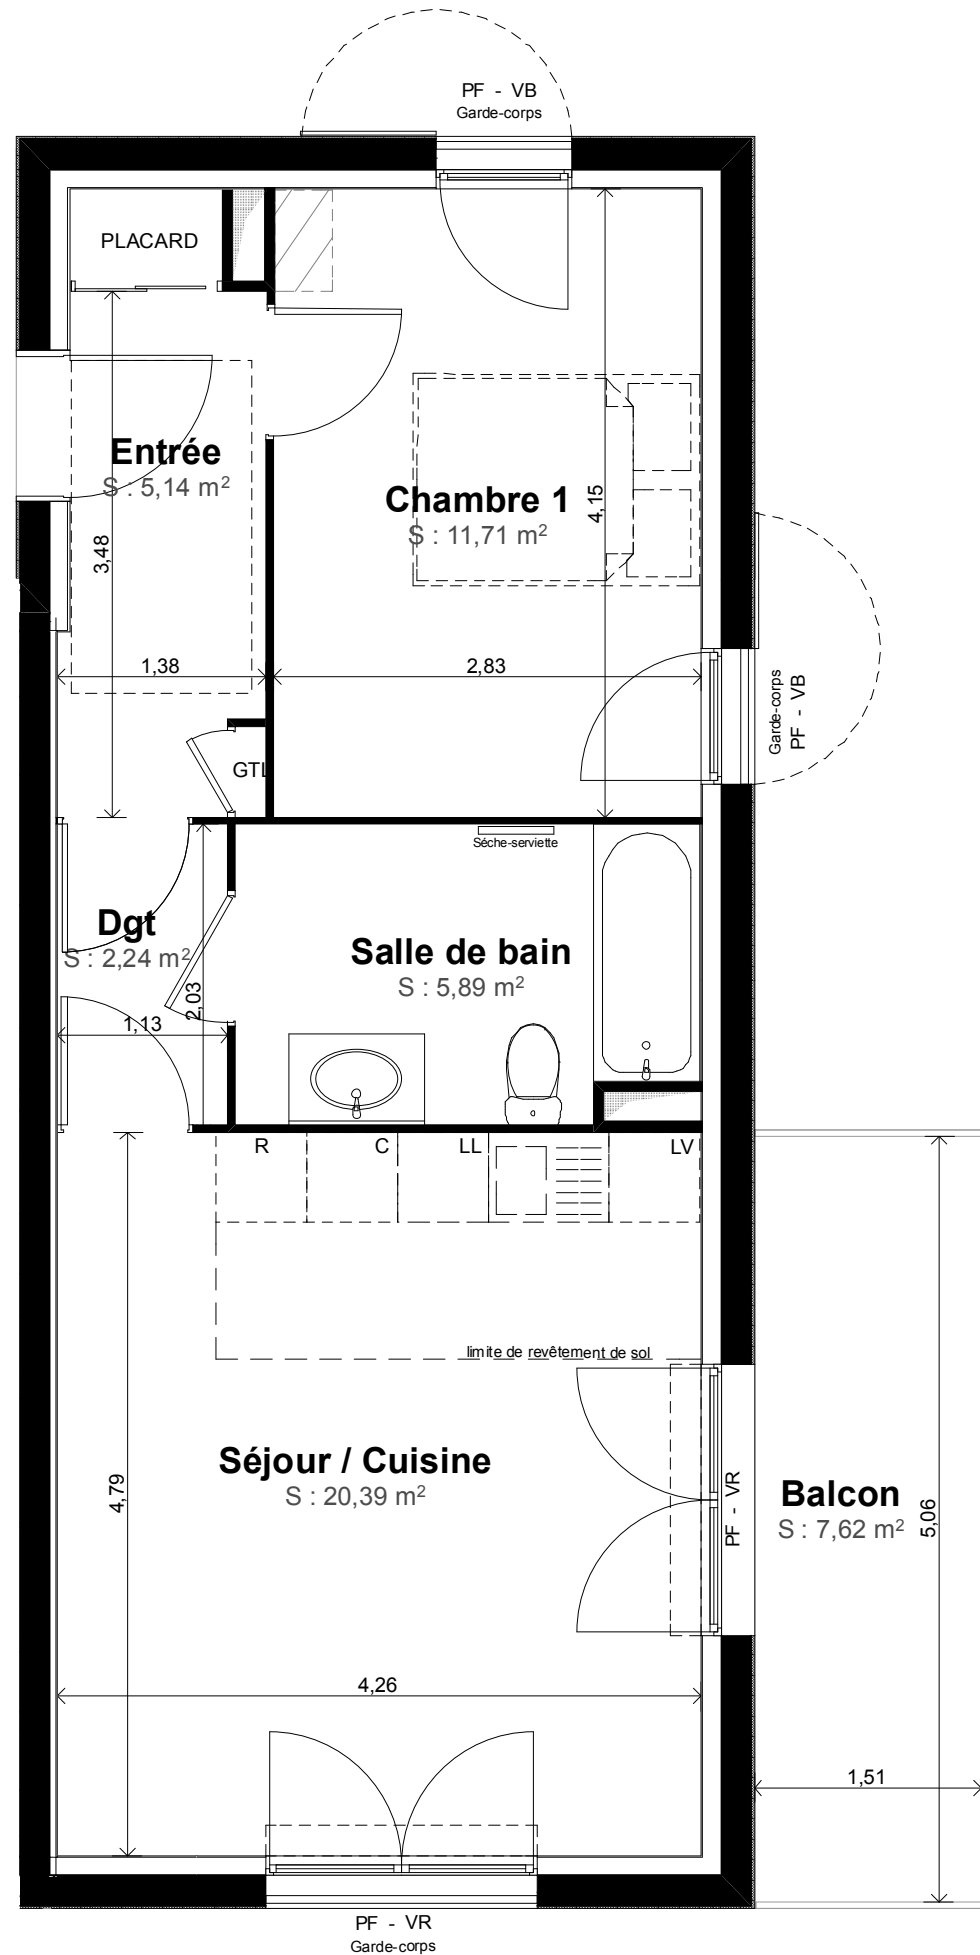 PF - VB
Garde-corps
PLACARD
Entrée
S : 5,14 m²
Chambre 1
S : 11,71 m²
4,15
3,48
1,38
2,83
Garde-corps
PF - VB
GTL
Séche-serviette
Dgt
S : 2,24 m²
Salle de bain
S : 5,89 m²
2,03
1,13
R
C
LL
LV
limite de revêtement de sol
Séjour / Cuisine
S : 20,39 m²
4,79
PF - VR
Balcon
S : 7,62 m²
5,06
4,26
1,51
PF - VR
Garde-corps